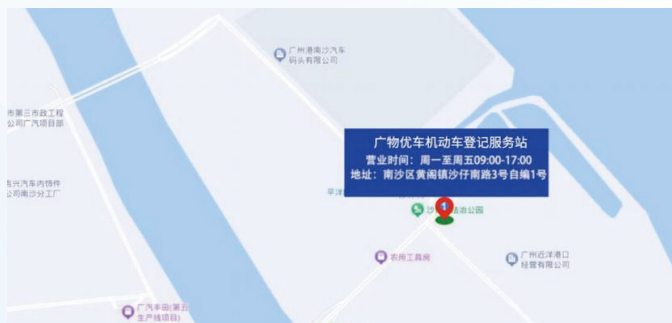 广州港南沙汽车
码头有限公司
市第三市政工程
公司广汽项目部
广物优车机动车登记服务站
营业时间：周一至周五09:00-17:00
地址：南沙区黄阁镇沙仔南路3号自编1号
吉兴汽车内饰件
公司南沙分工厂
平洋
沙 法治公园
1
农用工具房
广州近洋港口
经营有限公司
广汽丰田(第五
生产线项目)